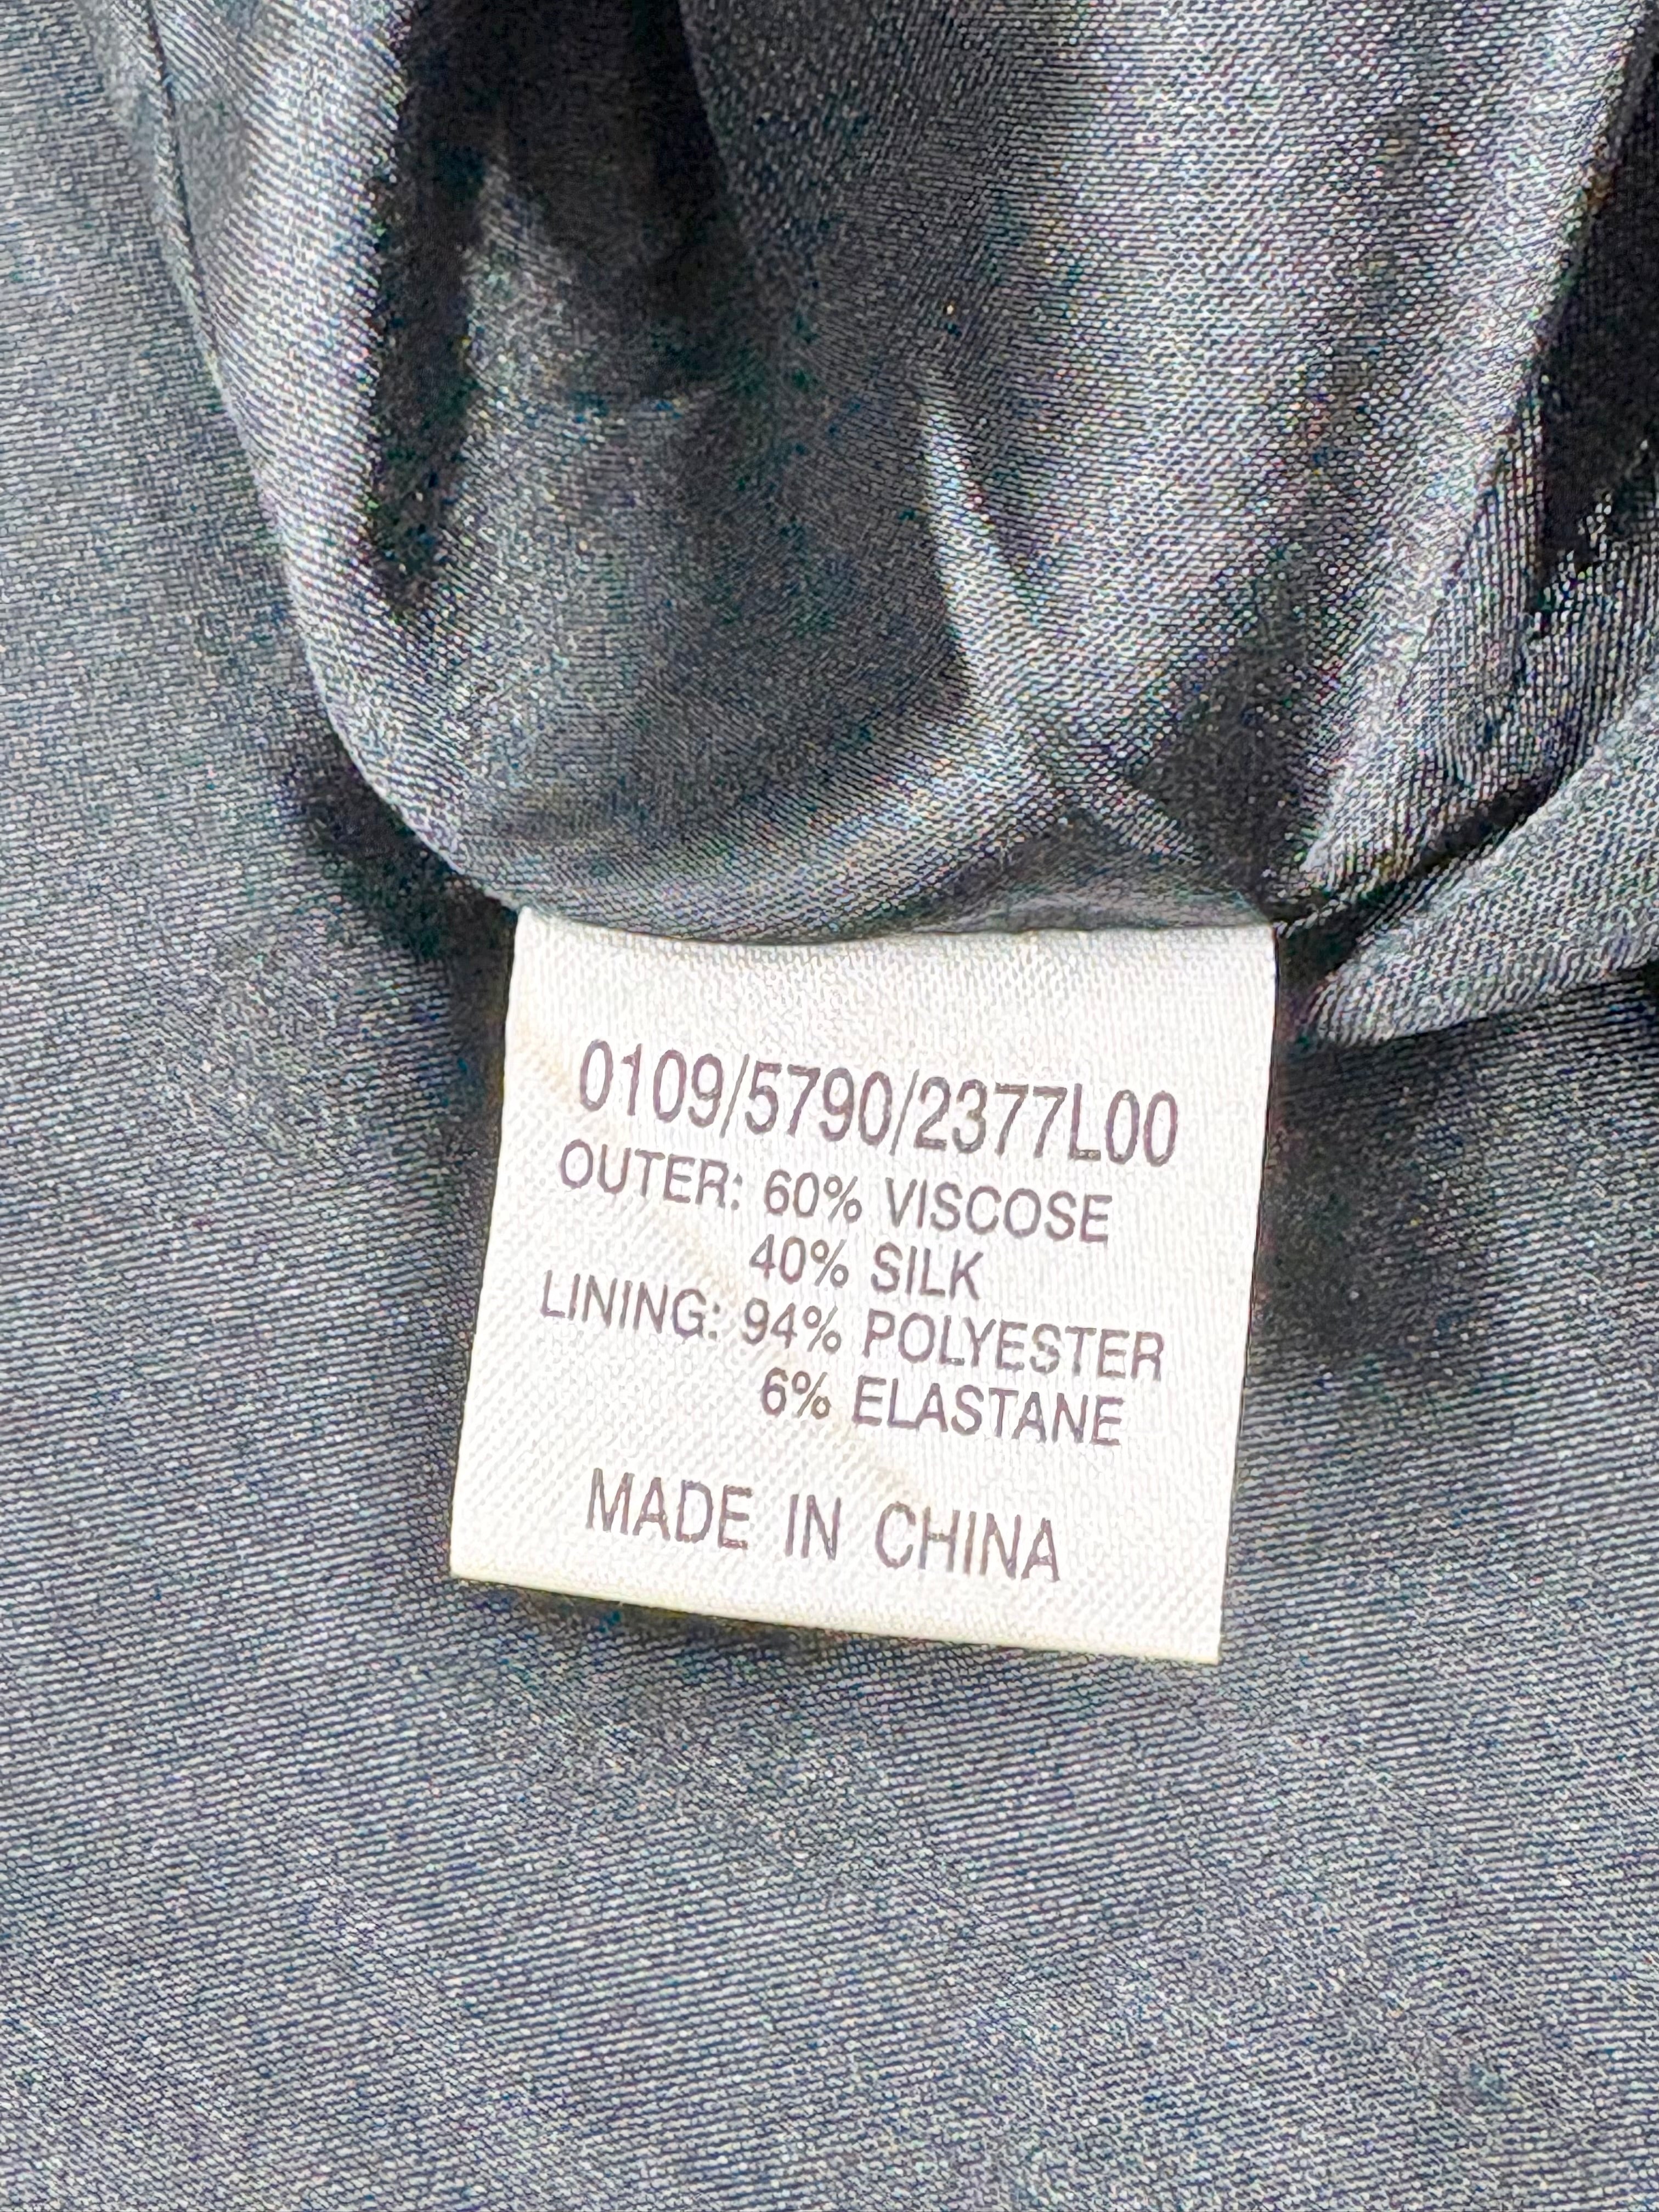 0109/5790/2377L00
OUTER: 60% VISCOSE
40% SILK
LINING: 94% POLYESTER
6% ELASTANE
MADE IN CHINA